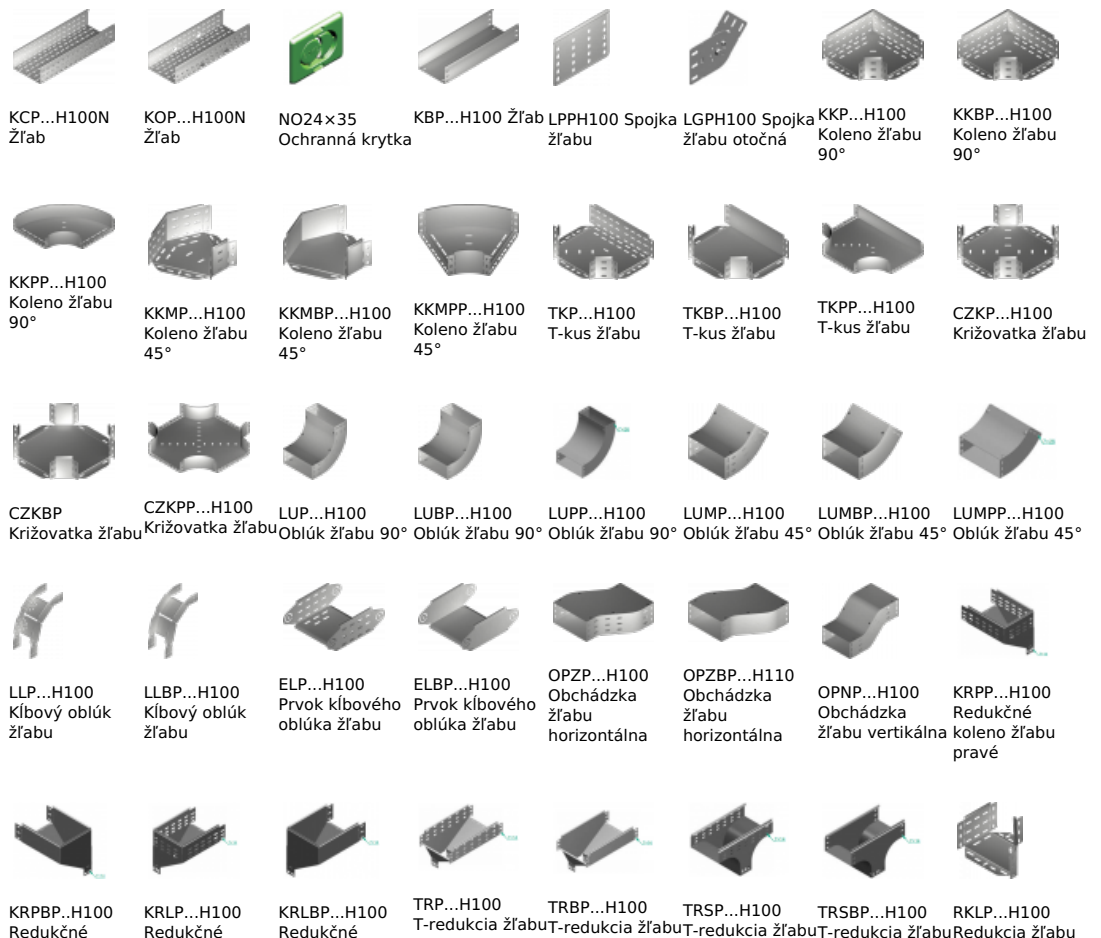 KCP...H100N
Žľab
KOP...H100N
Žľab
NO24×35
Ochranná krytka
KBP...H100 Žľab
LPPH100 Spojka
žľabu
LGPH100 Spojka
žľabu otočná
KKP...H100
Koleno žľabu
90°
KKBP...H100
Koleno žľabu
90°
KKPP...H100
Koleno žľabu
90°
KKMP...H100
Koleno žľabu
45°
KKMBP...H100
Koleno žľabu
45°
KKMPP...H100
Koleno žľabu
45°
TKP...H100
T-kus žľabu
TKBP...H100
T-kus žľabu
TKPP...H100
T-kus žľabu
CZKP...H100
Križovatka žľabu
CZKBP
Križovatka žľabu
CZKPP...H100
Križovatka žľabu
LUP...H100
Oblúk žľabu 90°
LUBP...H100
Oblúk žľabu 90°
LUPP...H100
Oblúk žľabu 90°
LUMP...H100
Oblúk žľabu 45°
LUMBP...H100
Oblúk žľabu 45°
LUMPP...H100
Oblúk žľabu 45°
LLP...H100
Kĺbový oblúk
žľabu
LLBP...H100
Kĺbový oblúk
žľabu
ELP...H100
Prvok kĺbového
oblúka žľabu
ELBP...H100
Prvok kĺbového
oblúka žľabu
OPZP...H100
Obchádzka
žľabu
horizontálna
OPZBP...H110
Obchádzka
žľabu
horizontálna
OPNP...H100
Obchádzka
žľabu vertikálna
KRPP...H100
Redukčné
koleno žľabu
pravé
KRPBP..H100
Redukčné
KRLP...H100
Redukčné
KRLBP...H100
Redukčné
TRP...H100
T-redukcia žľabu
TRBP...H100
T-redukcia žľabu
TRSP...H100
T-redukcia žľabu
TRSBP...H100
T-redukcia žľabu
RKLP...H100
Redukcia žľabu